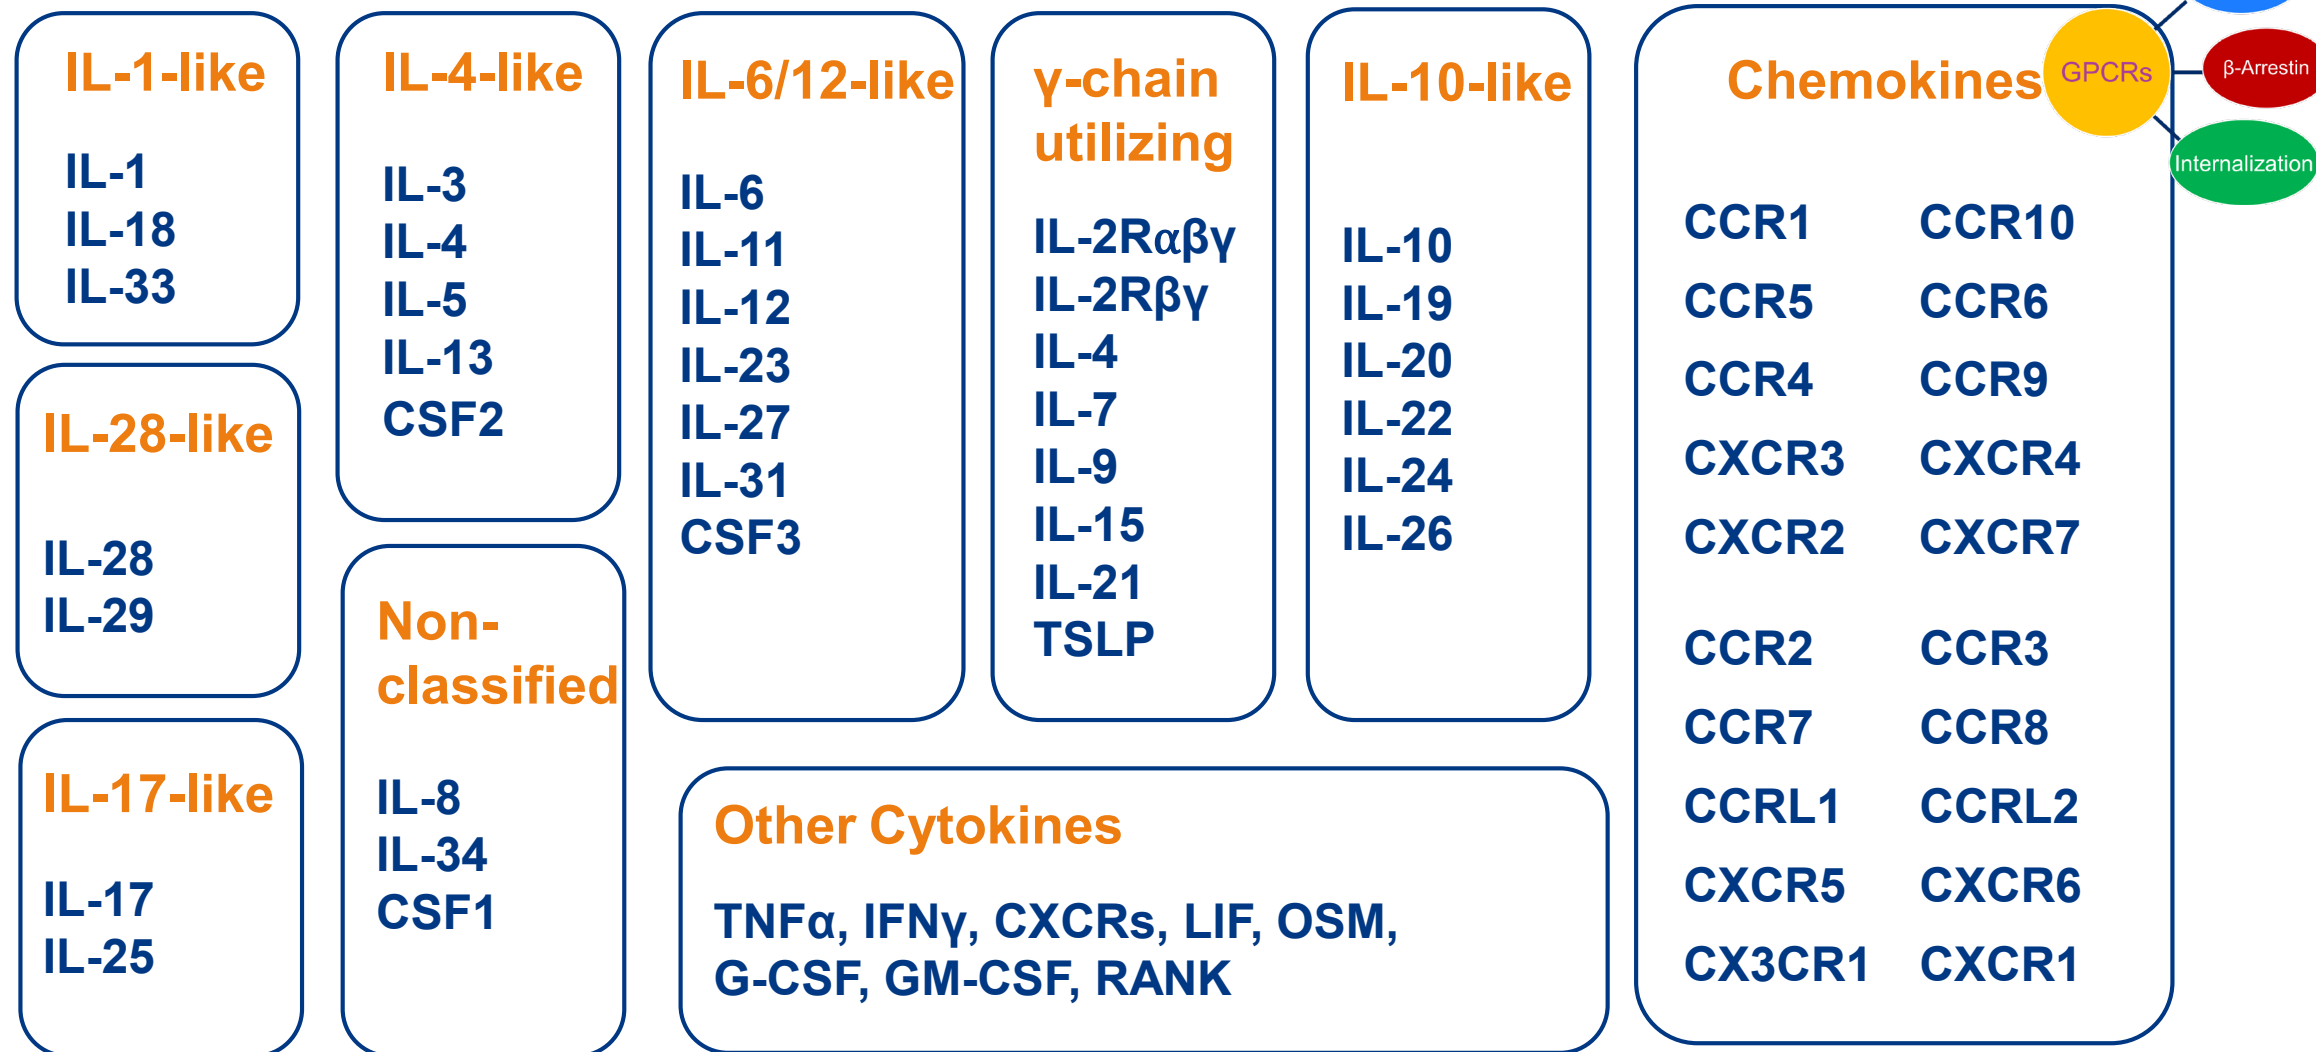 IL-1-like
IL-1
IL-18
IL-33
IL-28-like
IL-28
IL-29
IL-17-like
IL-17
IL-25
IL-4-like
IL-3
IL-4
IL-5
IL-13
CSF2
Non-
classified
IL-8
IL-34
CSF1
IL-6/12-like
IL-6
IL-11
IL-12
IL-23
IL-27
IL-31
CSF3
γ-chain
utilizing
IL-2Rαβγ
IL-2Rβγ
IL-4
IL-7
IL-9
IL-15
IL-21
TSLP
IL-10-like
IL-10
IL-19
IL-20
IL-22
IL-24
IL-26
Other Cytokines
TNFα, IFNγ, CXCRs, LIF, OSM,
G-CSF, GM-CSF, RANK
Chemokines
GPCRs
β-Arrestin
Internalization
CCR1 CCR10
CCR5 CCR6
CCR4 CCR9
CXCR3 CXCR4
CXCR2 CXCR7
CCR2 CCR3
CCR7 CCR8
CCRL1 CCRL2
CXCR5 CXCR6
CX3CR1 CXCR1